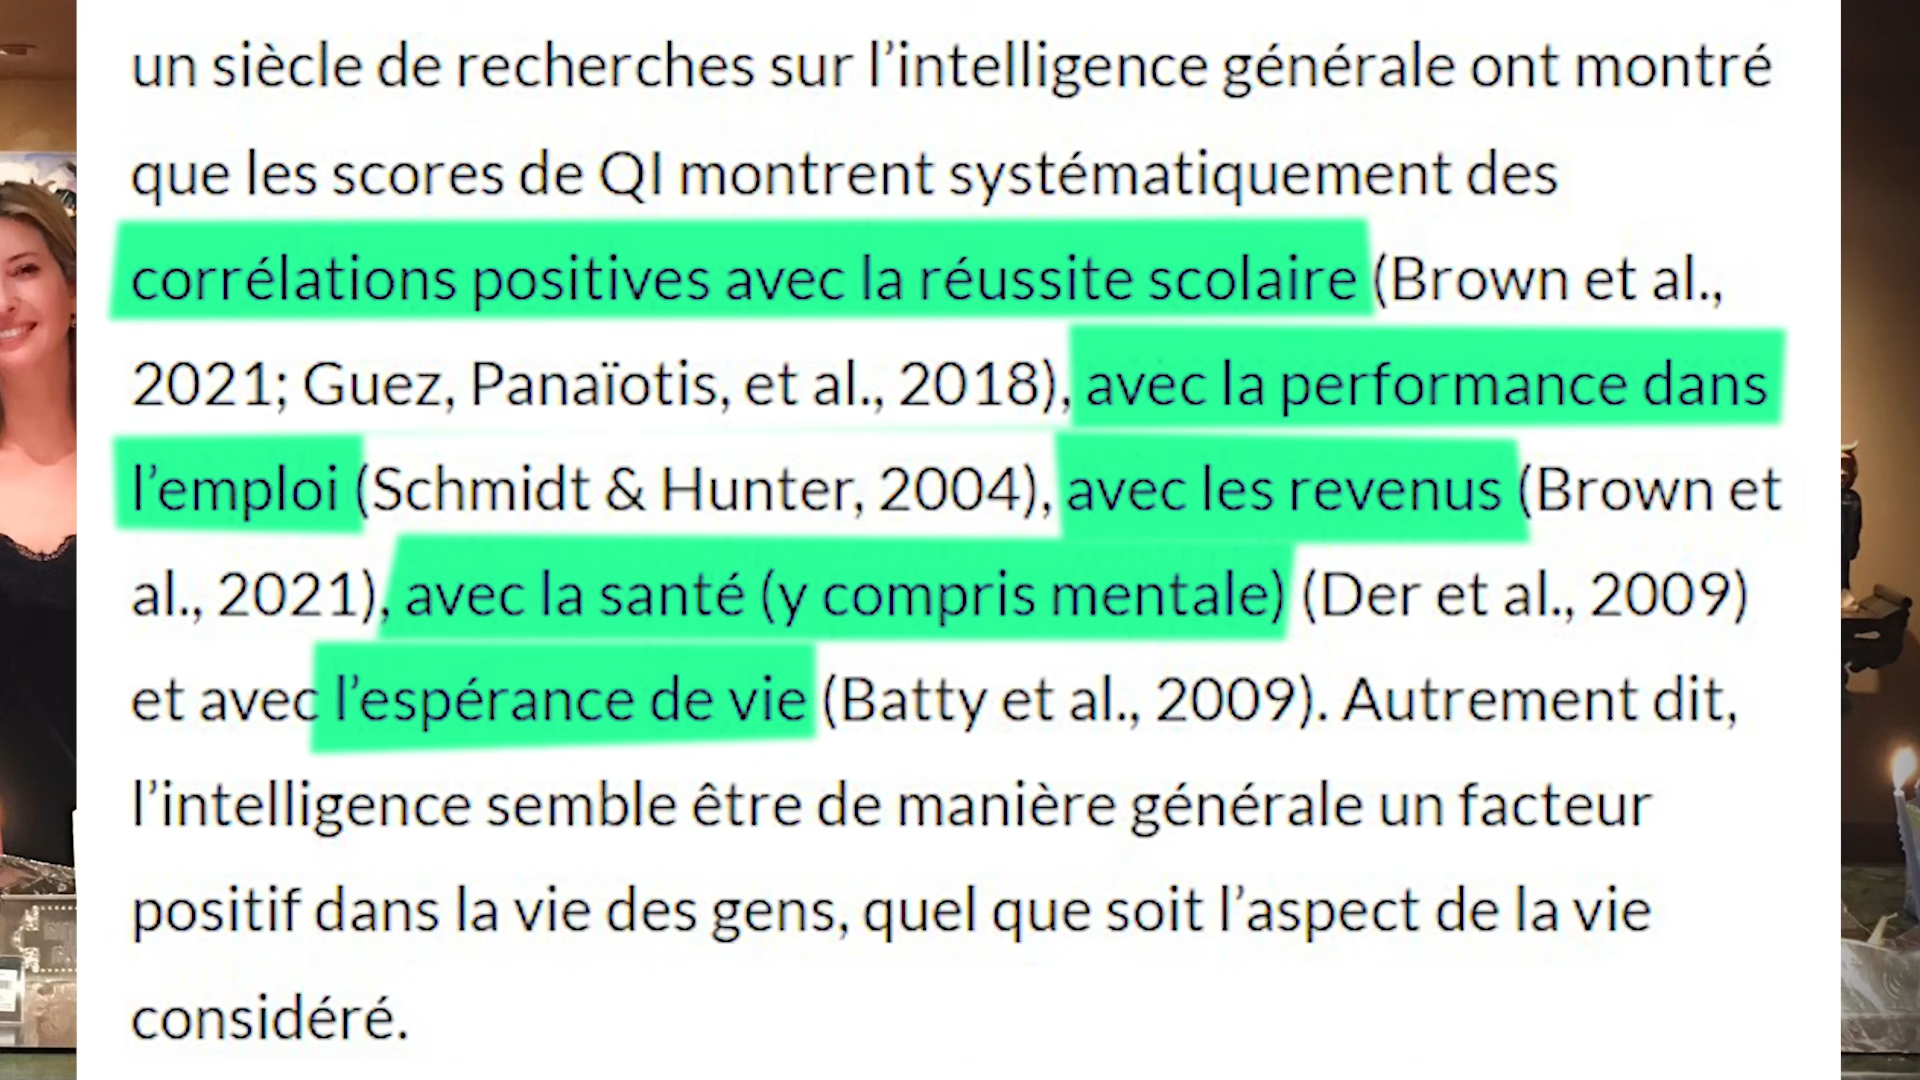 un siècle de recherches sur l’intelligence générale ont montré
que les scores de QI montrent systématiquement des
corrélations positives avec la réussite scolaire (Brown et al.,
2021; Guez, Panaïotis, et al., 2018), avec la performance dans
l’emploi (Schmidt & Hunter, 2004), avec les revenus (Brown et
al., 2021), avec la santé (y compris mentale) (Der et al., 2009)
et avec l’espérance de vie (Batty et al., 2009). Autrement dit,
l’intelligence semble être de manière générale un facteur
positif dans la vie des gens, quel que soit l’aspect de la vie
considéré.